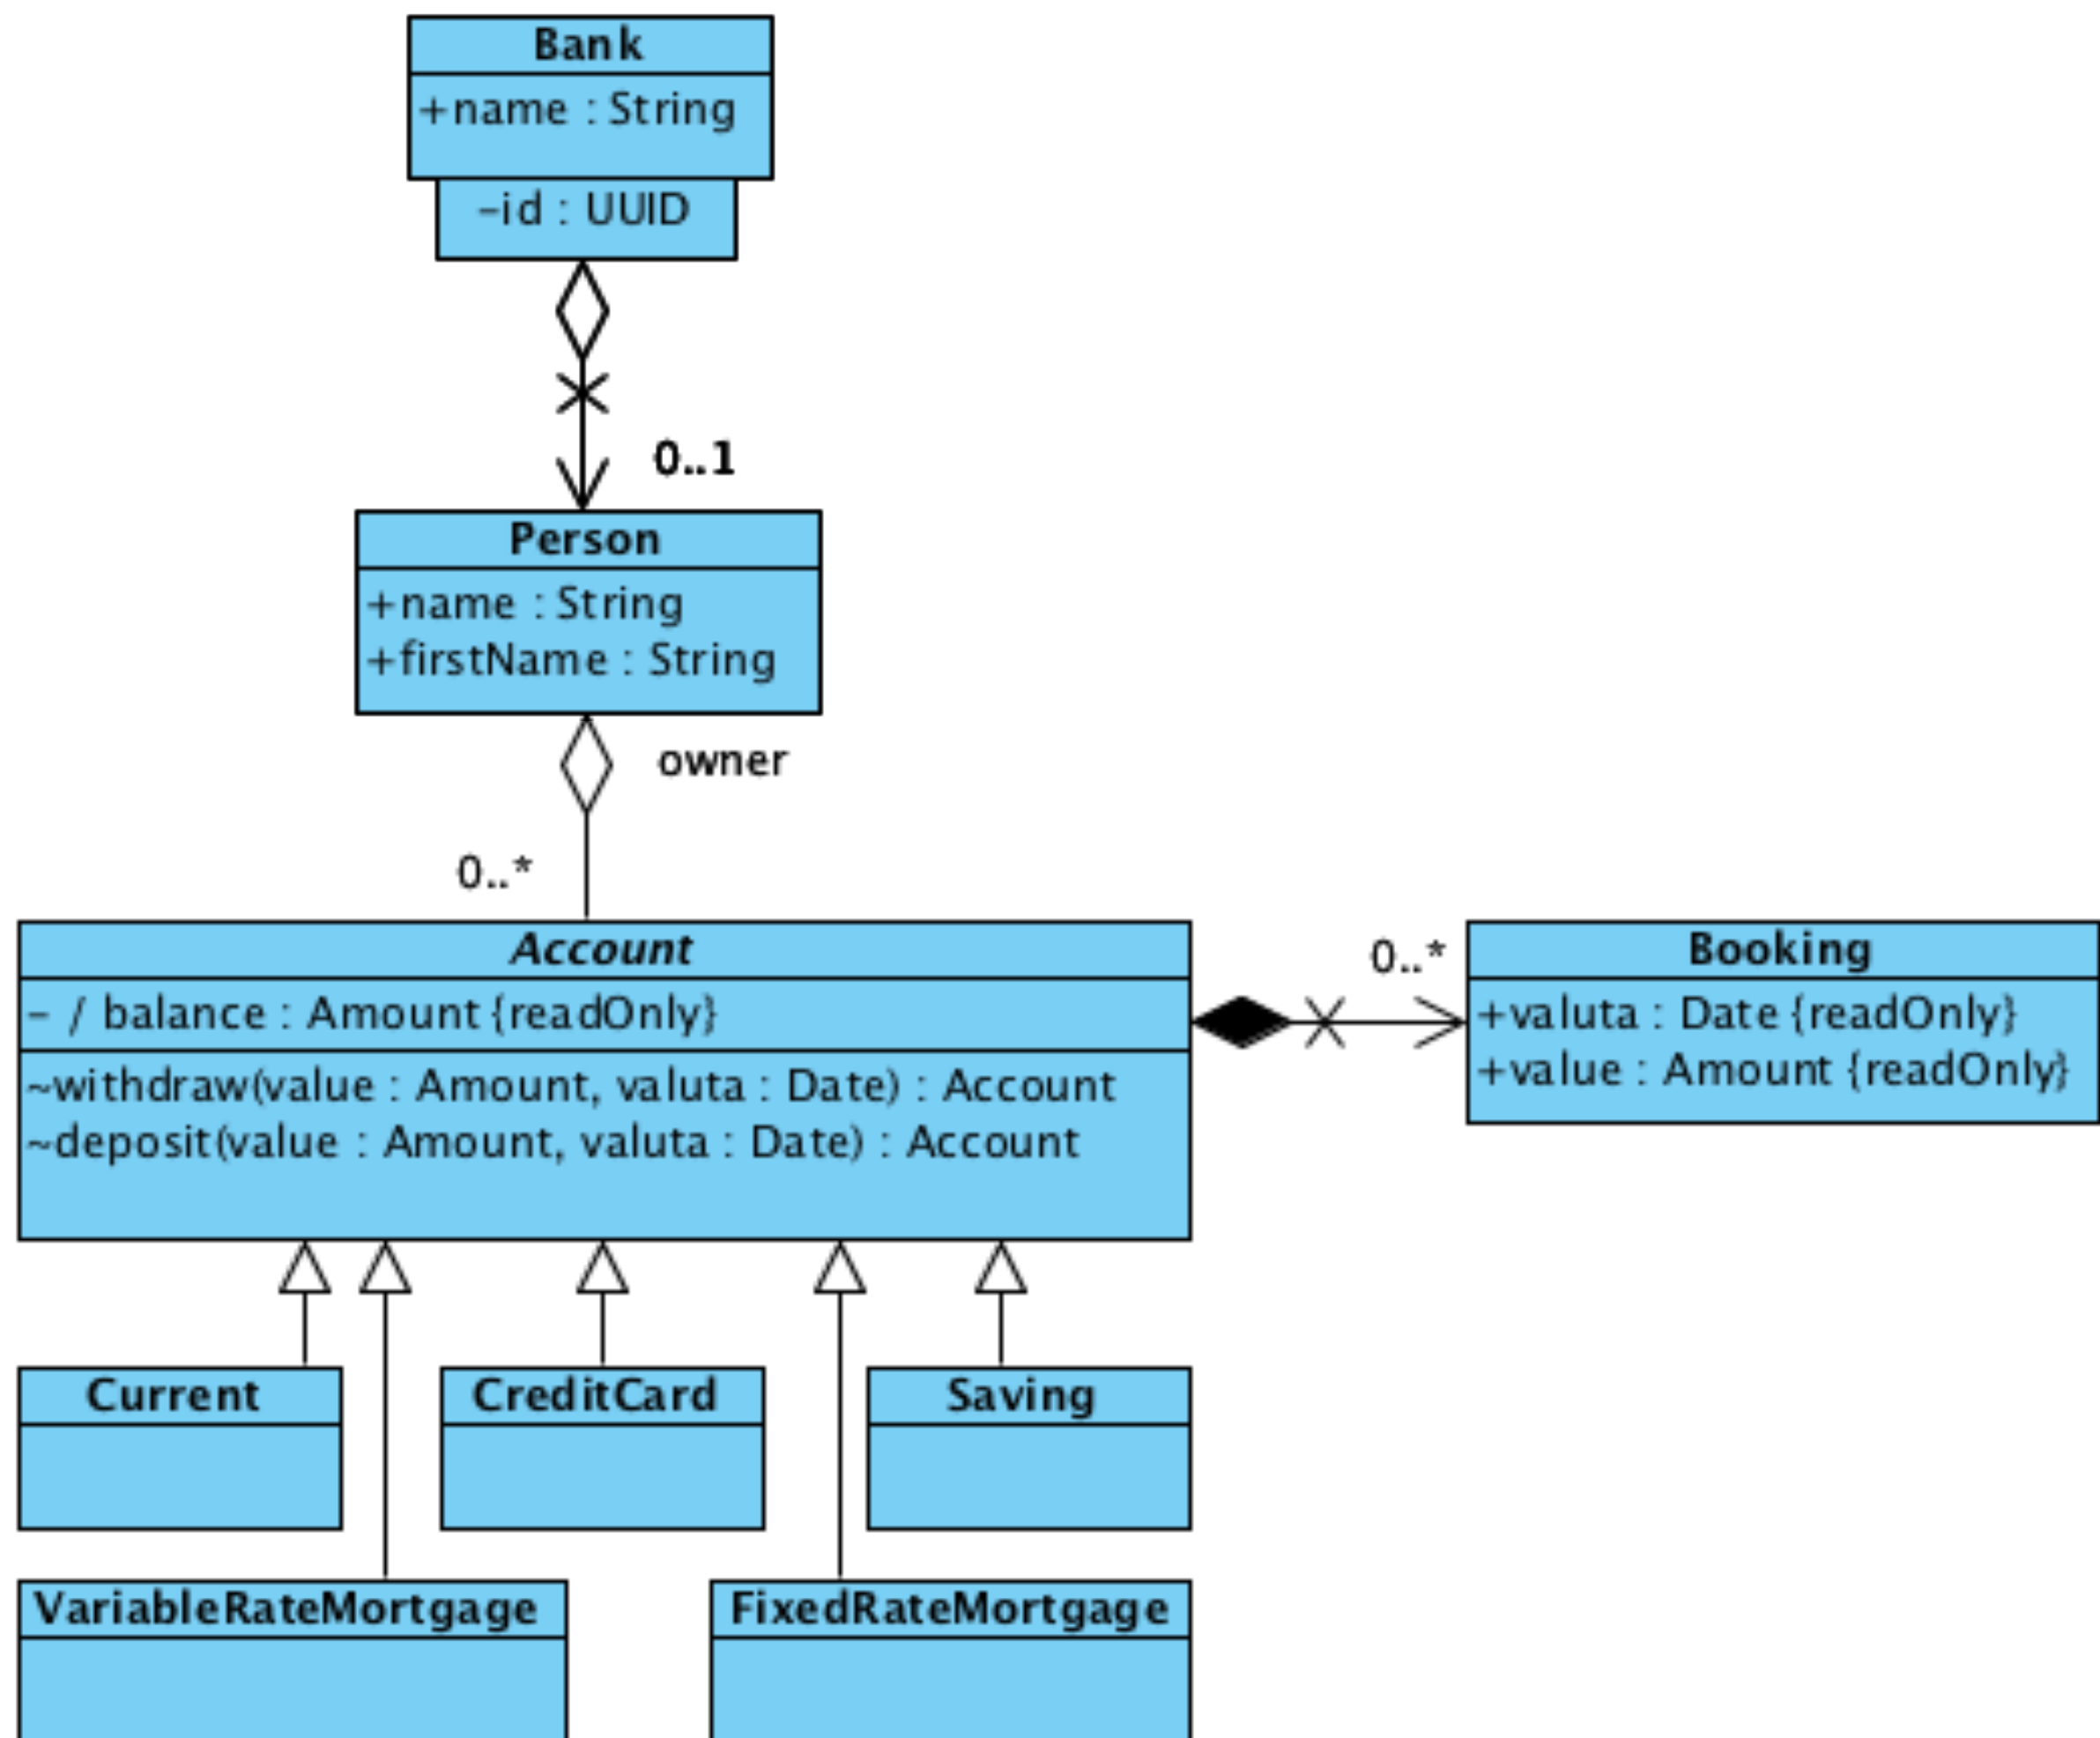 Bank
+name : String
-id : UUID
0..1
Person
+name : String
+firstName : String
owner
0..*
Account
- / balance : Amount {readOnly}
~withdraw(value : Amount, valuta : Date) : Account
~deposit(value : Amount, valuta : Date) : Account
0..*
Booking
+valuta : Date {readOnly}
+value : Amount {readOnly}
Current
CreditCard
Saving
VariableRateMortgage
FixedRateMortgage